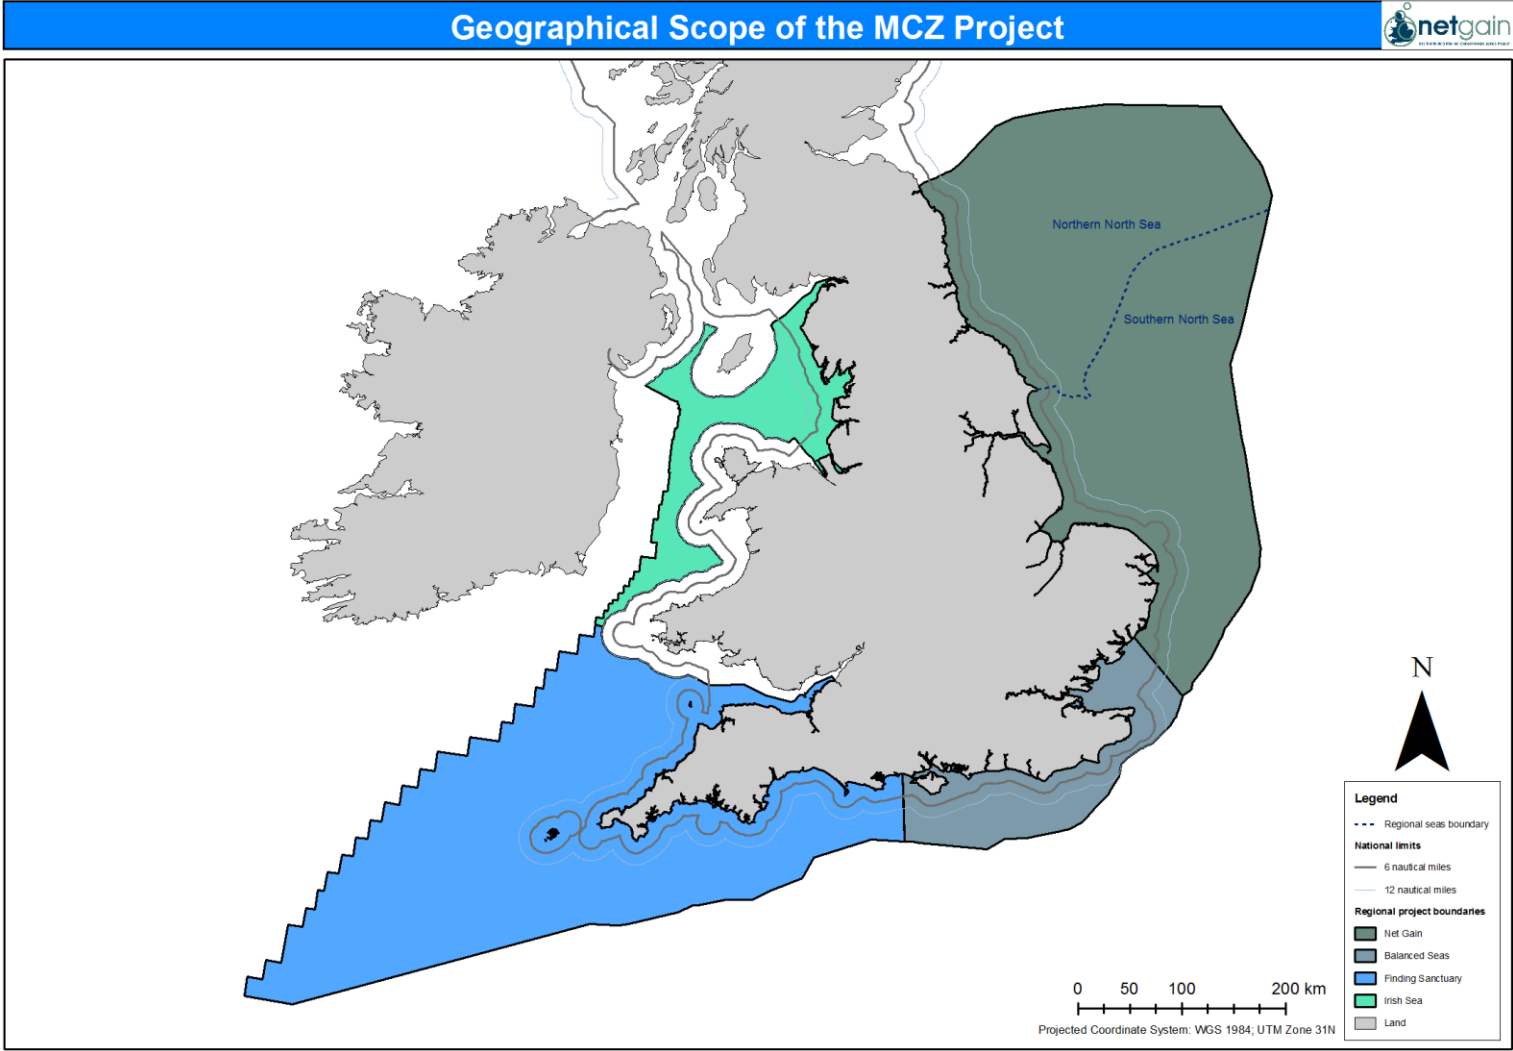 Geographical Scope of the MCZ Project
netgain
Northern North Sea
Southern North Sea
N
Legend
Regional seas boundary
National limits
6 nautical miles
12 nautical miles
Regional project boundaries
Net Gain
Balanced Seas
Finding Sanctuary
Irish Sea
Land
0 50 100 200 km
Projected Coordinate System: WGS 1984; UTM Zone 31N